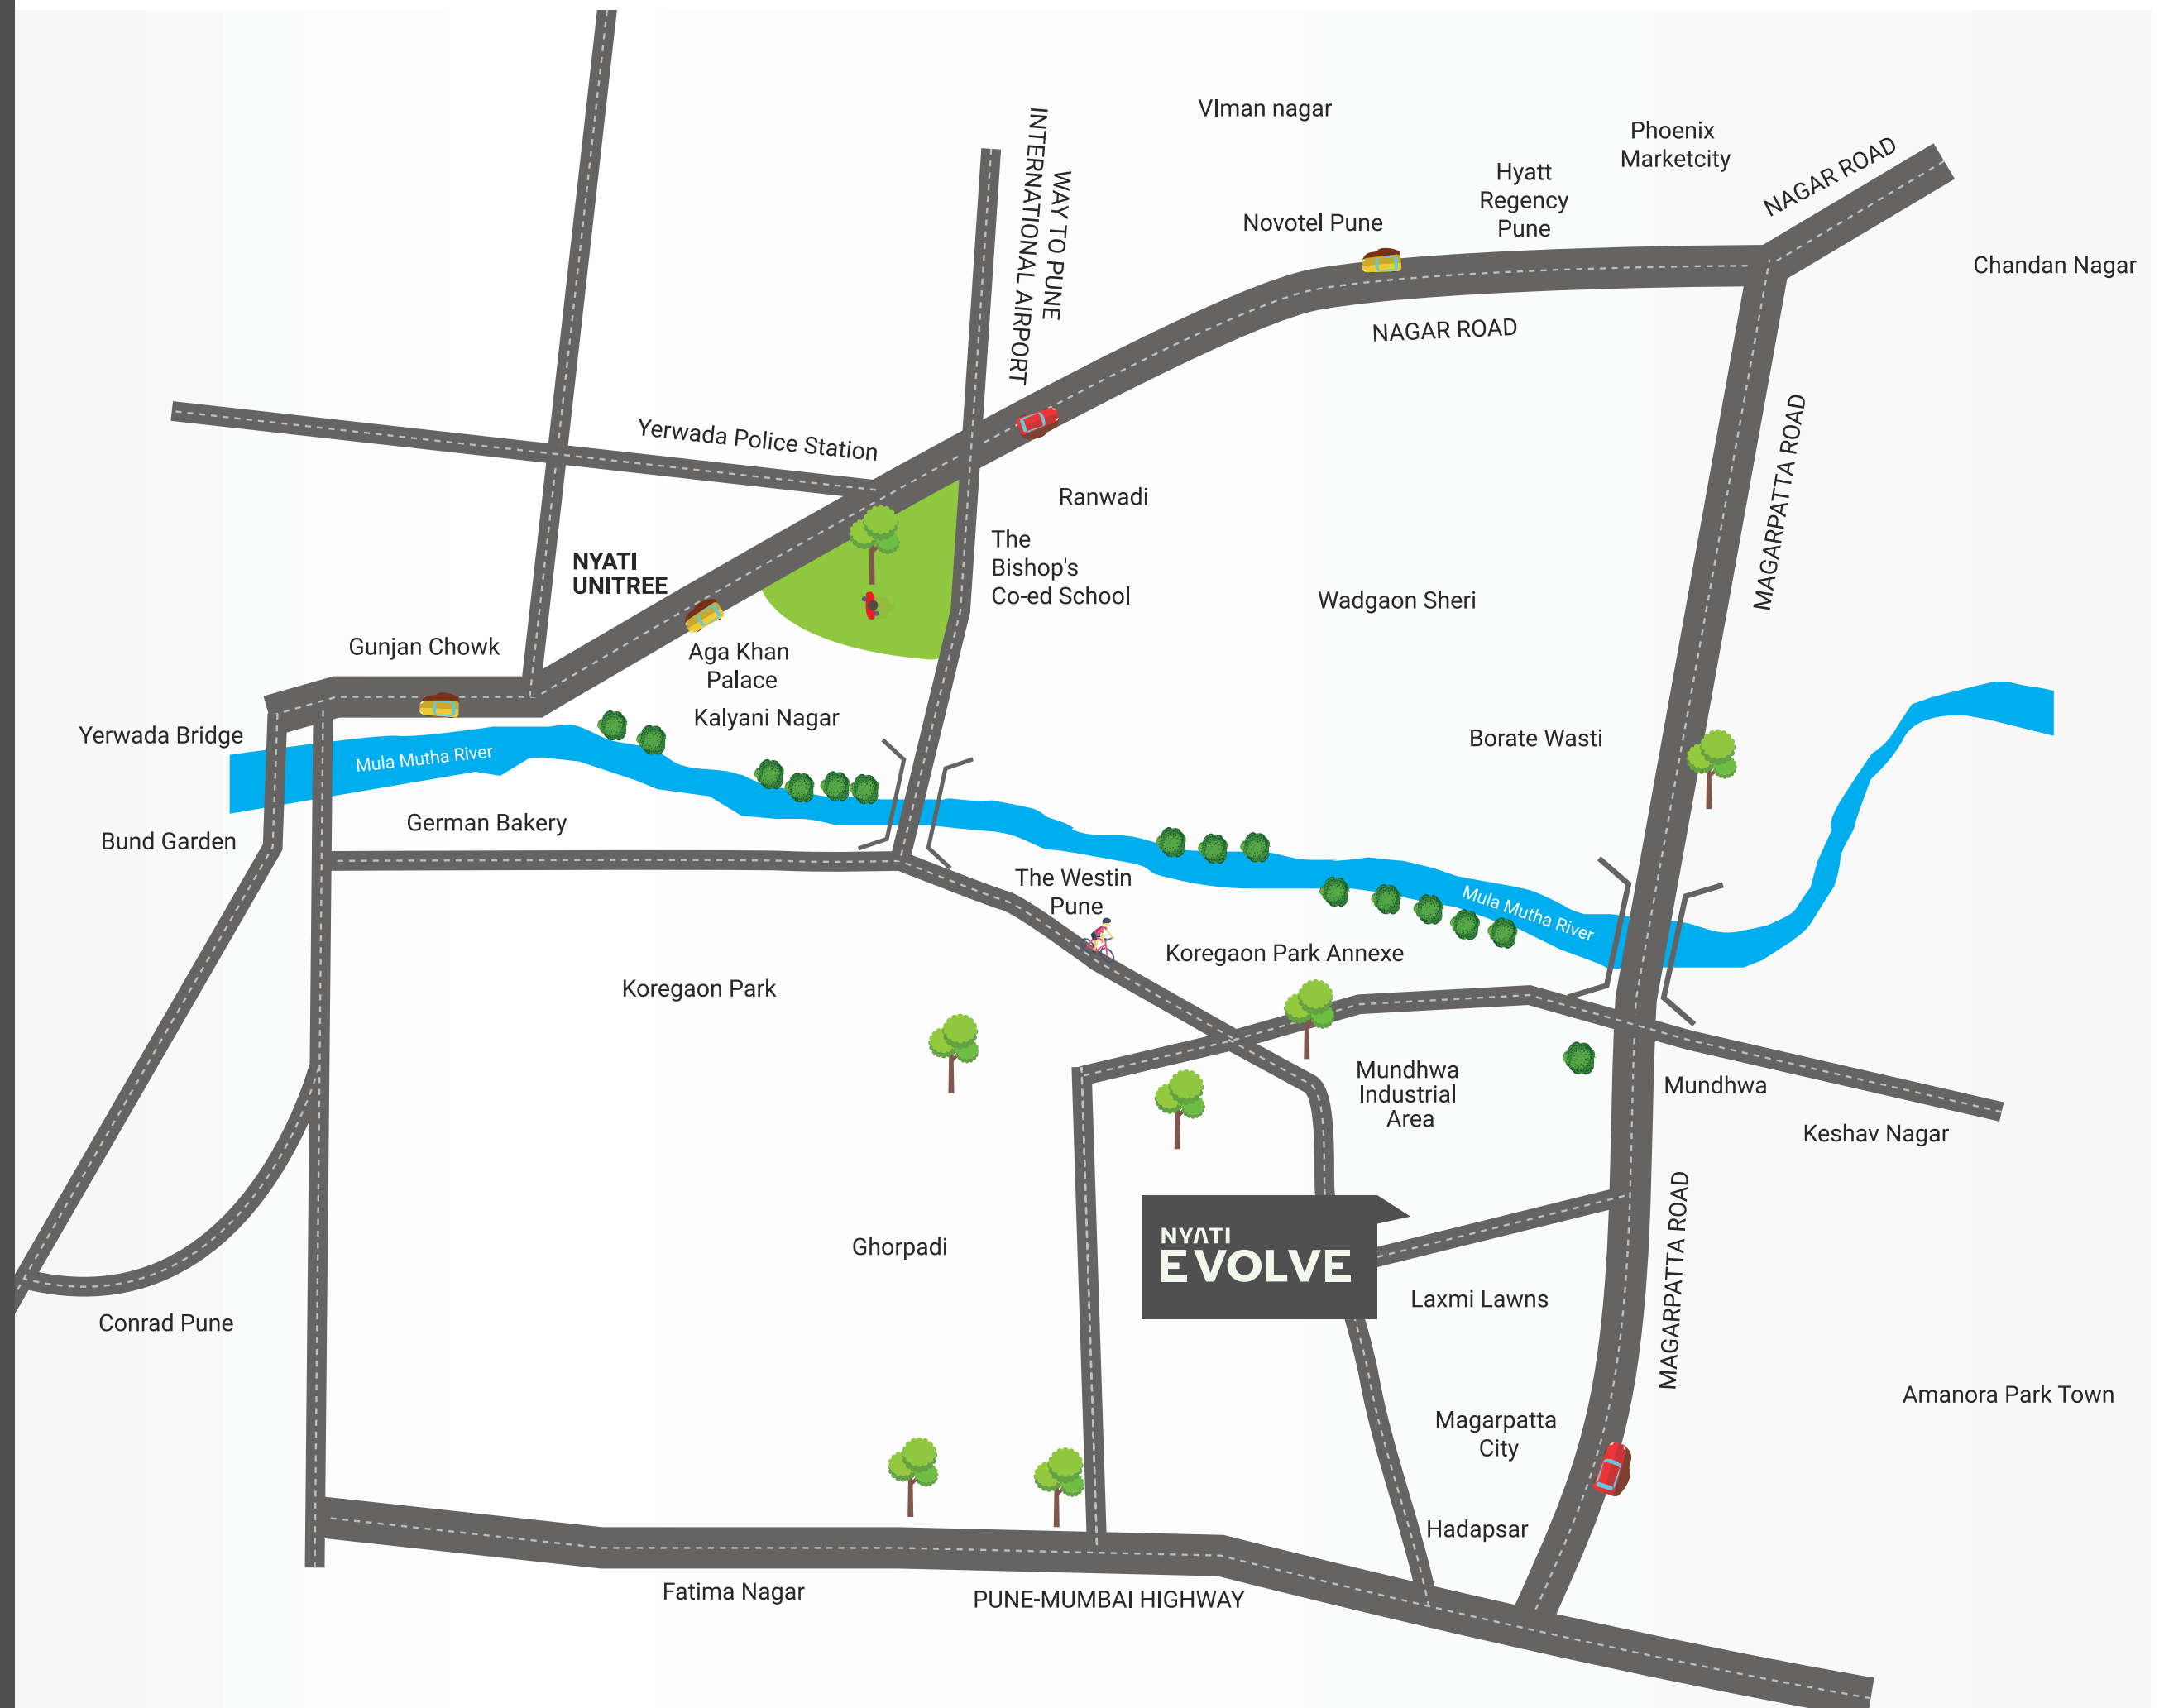 VIman nagar
Phoenix
Marketcity
NAGAR ROAD
Hyatt
Regency
Pune
WAY TO PUNE
INTERNATIONAL AIRPORT
Novotel Pune
Chandan Nagar
NAGAR ROAD
Yerwada Police Station
Ranwadi
MAGARPATTA ROAD
NYATI
UNITREE
The
Bishop's
Co-ed School
Wadgaon Sheri
Gunjan Chowk
Aga Khan
Palace
Kalyani Nagar
Yerwada Bridge
Mula Mutha River
Borate Wasti
German Bakery
Bund Garden
The Westin
Pune
Mula Mutha River
Koregaon Park Annexe
Koregaon Park
Mundhwa
Industrial
Area
Mundhwa
Keshav Nagar
NYATI
EVOLVE
Ghorpadi
Laxmi Lawns
MAGARPATTA ROAD
Conrad Pune
Amanora Park Town
Magarpatta
City
Hadapsar
Fatima Nagar
PUNE-MUMBAI HIGHWAY